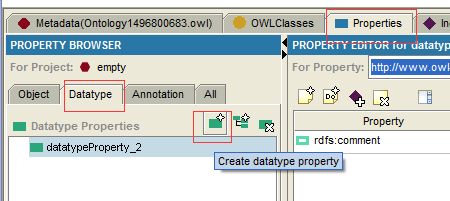 Metadata(Ontology1496800683.owl)
OWLClasses
Properties
PROPERTY BROWSER
PROPERTY EDITOR for datatyp
For Project: empty
For Property: http://www.owl
Object
Datatype
Annotation
All
Datatype Properties
datatypeProperty_2
Create datatype property
Property
rdfs:comment